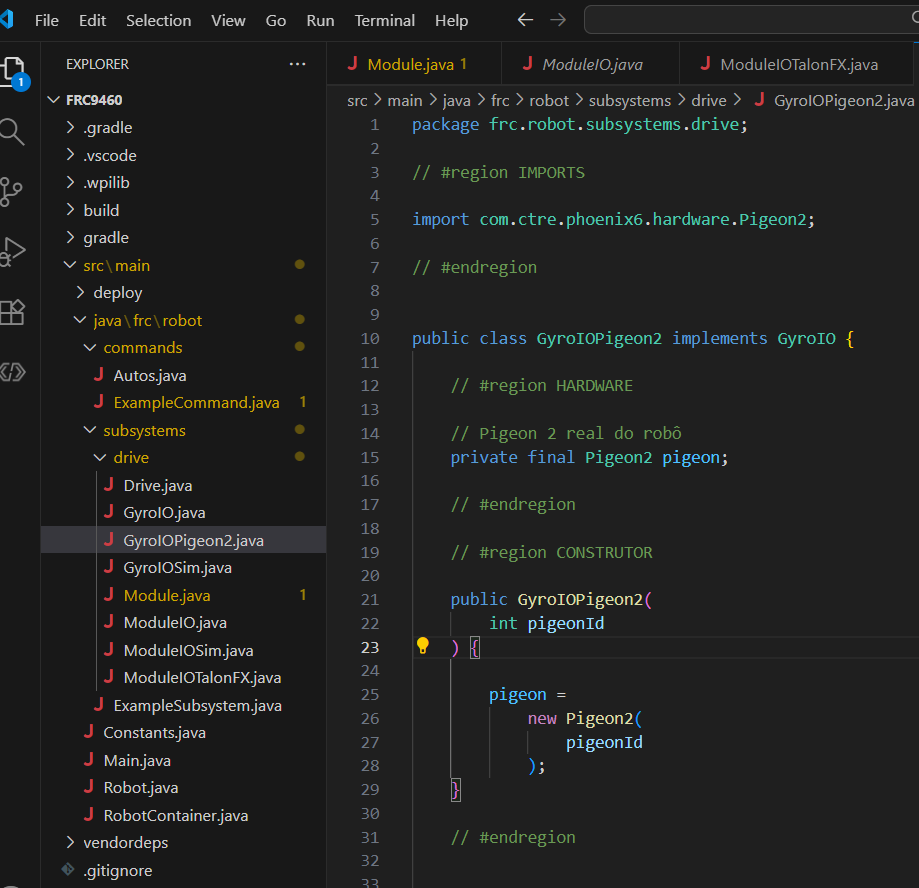 File Edit Selection View Go Run Terminal Help
EXPLORER
Module.java 1
ModuleIO.java
ModuleIOTalonFX.java
1
FRC9460
.gradle
.vscode
.wpilib
build
gradle
src\main
deploy
java\frc\robot
commands
Autos.java
ExampleCommand.java 1
subsystems
drive
Drive.java
GyroIO.java
GyroIOPigeon2.java
GyroIOSim.java
Module.java 1
ModuleIO.java
ModuleIOSim.java
ModuleIOTalonFX.java
ExampleSubsystem.java
Constants.java
Main.java
Robot.java
RobotContainer.java
vendordeps
.gitignore
src > main > java > frc > robot > subsystems > drive > GyroIOPigeon2.java
1 package frc.robot.subsystems.drive;
2
3 // #region IMPORTS
4
5 import com.ctre.phoenix6.hardware.Pigeon2;
6
7 // #endregion
8
9
10 public class GyroIOPigeon2 implements GyroIO {
11
12 // #region HARDWARE
13
14 // Pigeon 2 real do robô
15 private final Pigeon2 pigeon;
16
17 // #endregion
18
19 // #region CONSTRUTOR
20
21 public GyroIOPigeon2(
22 int pigeonId
23 ) {
24
25 pigeon =
26 new Pigeon2(
27 pigeonId
28 );
29 }
30
31 // #endregion
32
33